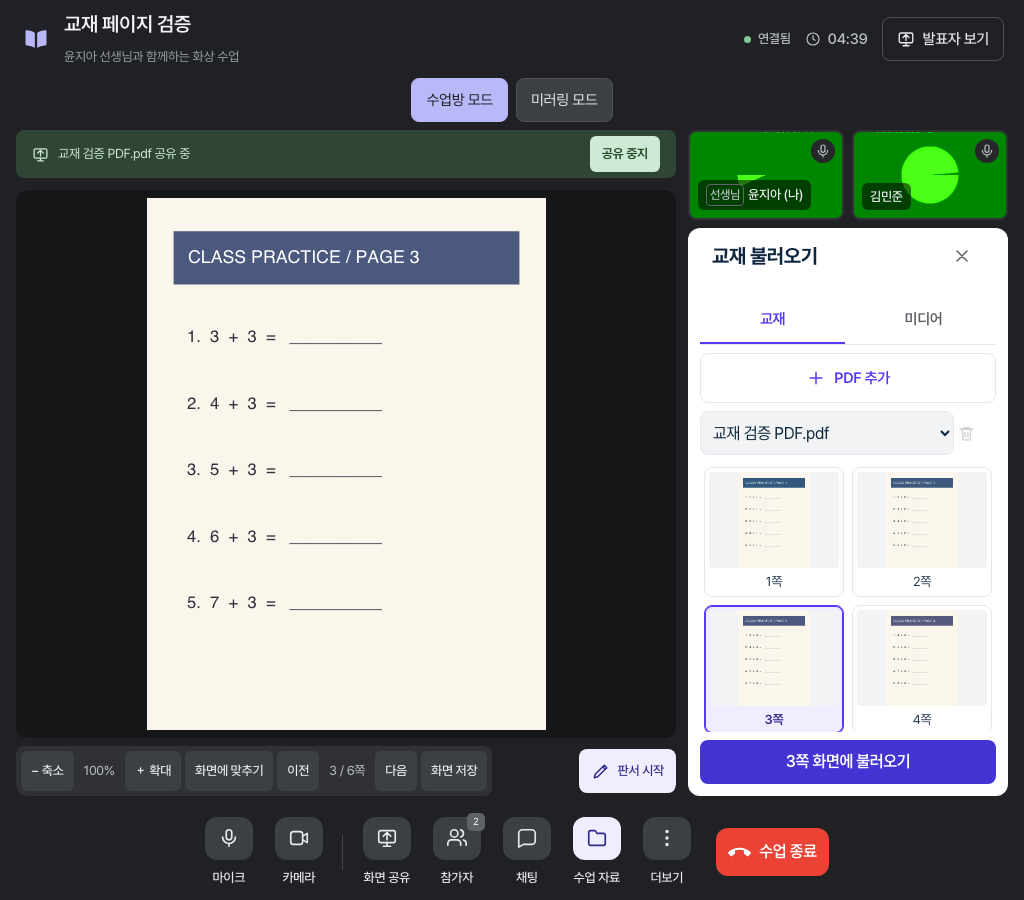 교재 페이지 검증
윤지아 선생님과 함께하는 화상 수업
연결됨
04:39
발표자 보기
수업방 모드
미러링 모드
교재 검증 PDF.pdf 공유 중
공유 중지
선생님 윤지아 (나)
김민준
CLASS PRACTICE / PAGE 3
1. 3 + 3 = __________
2. 4 + 3 = __________
3. 5 + 3 = __________
4. 6 + 3 = __________
5. 7 + 3 = __________
교재 불러오기
교재
미디어
+ PDF 추가
교재 검증 PDF.pdf
1쪽
2쪽
3쪽
4쪽
3쪽 화면에 불러오기
− 축소
100%
+ 확대
화면에 맞추기
이전
3 / 6쪽
다음
화면 저장
판서 시작
마이크
카메라
화면 공유
2
참가자
채팅
수업 자료
더보기
수업 종료